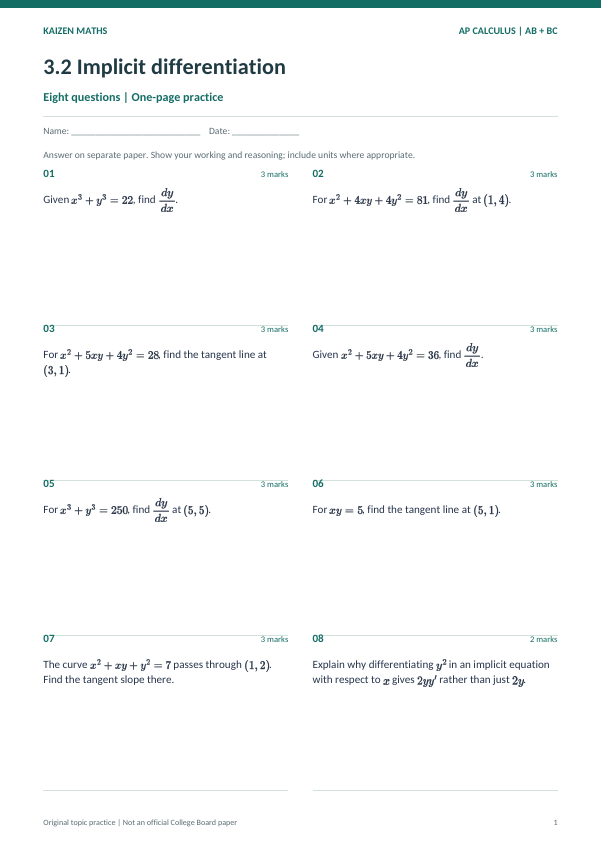 KAIZEN MATHS
AP CALCULUS | AB + BC
3.2 Implicit differentiation
Eight questions | One-page practice
Name: ____________________________ Date: ______________
Answer on separate paper. Show your working and reasoning; include units where appropriate.
01 3 marks
Given x³ + y³ = 22, find dy/dx.
02 3 marks
For x² + 4xy + 4y² = 81, find dy/dx at (1, 4).
03 3 marks
For x² + 5xy + 4y² = 28, find the tangent line at
(3, 1).
04 3 marks
Given x² + 5xy + 4y² = 36, find dy/dx.
05 3 marks
For x³ + y³ = 250, find dy/dx at (5, 5).
06 3 marks
For xy = 5, find the tangent line at (5, 1).
07 3 marks
The curve x² + xy + y² = 7 passes through (1, 2).
Find the tangent slope there.
08 2 marks
Explain why differentiating y² in an implicit equation
with respect to x gives 2yy′ rather than just 2y.
Original topic practice | Not an official College Board paper
1